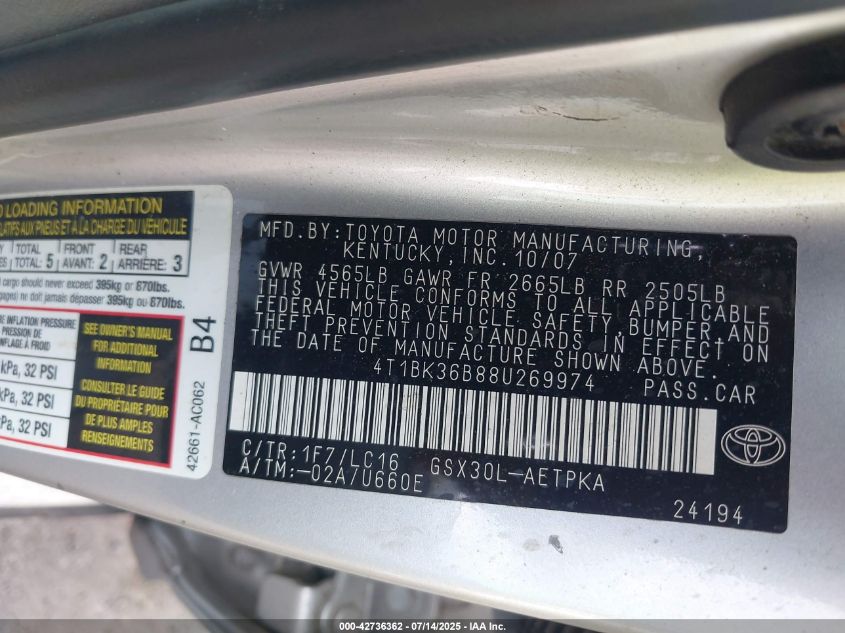 LOADING INFORMATION
AUX PNEUS ET À LA CHARGE DU VÉHICULE
TOTAL
TOTAL: 5
FRONT
AVANT: 2
REAR
ARRIÈRE: 3
cargo should never exceed 395kg or 870lbs.
ne doit jamais dépasser 395kg ou 870lbs.
INFLATION PRESSURE
DE
À FROID
kPa, 32 PSI
kPa, 32 PSI
kPa, 32 PSI
SEE OWNER'S MANUAL
FOR ADDITIONAL
INFORMATION
CONSULTER LE GUIDE
DU PROPRIÉTAIRE POUR
PLUS DE
RENSEIGNEMENTS
B4
42661-AC062
MFD.BY:TOYOTA MOTOR MANUFACTURING,
KENTUCKY, INC. 10/07
GVWR 4565LB GAWR FR 2665LB RR 2505LB
THIS VEHICLE CONFORMS TO ALL APPLICABLE
FEDERAL MOTOR VEHICLE SAFETY, BUMPER AND
THEFT PREVENTION STANDARDS IN EFFECT ON
THE DATE OF MANUFACTURE SHOWN ABOVE.
4T1BK36B88U269974 PASS.CAR
C/TR:1F7/LC16 GSX30L-AETPKA
A/TM:-02A/U660E
24194
000-42736362 - 07/14/2025 - IAA, Inc.